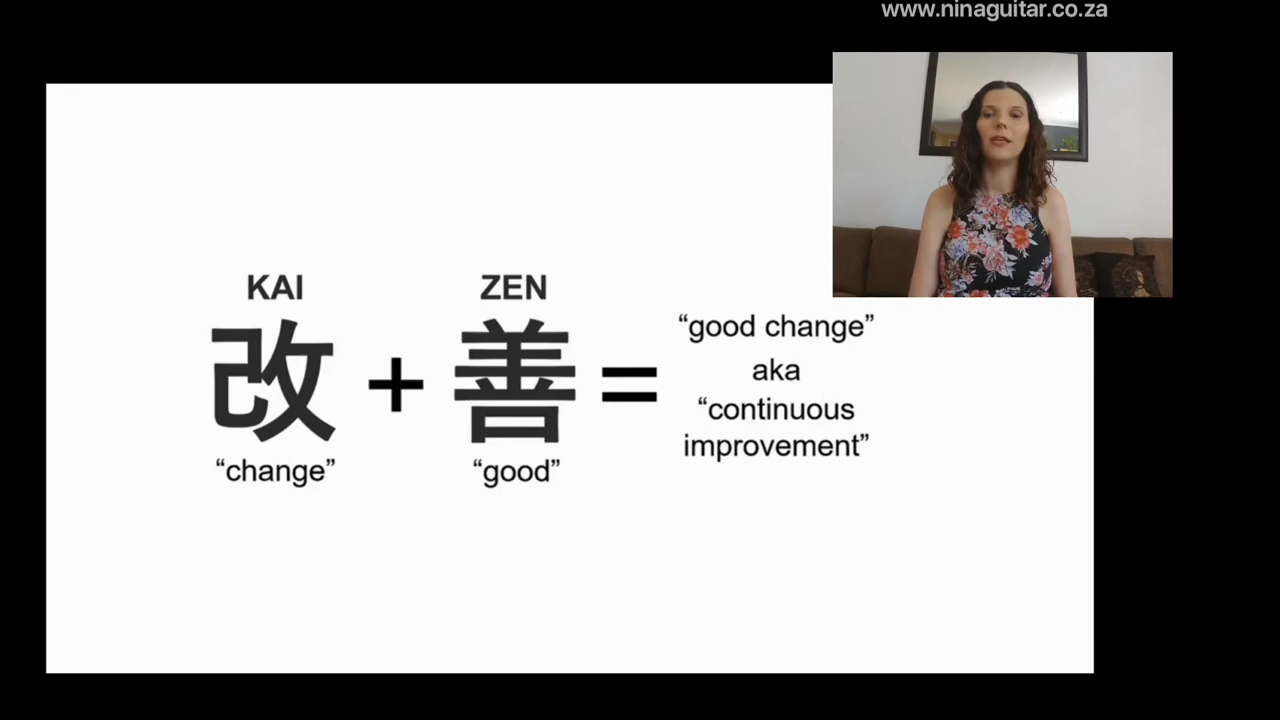 www.ninaguitar.co.za
KAI
ZEN
改 + 善 =
“change”
“good”
“good change”
aka
“continuous
improvement”